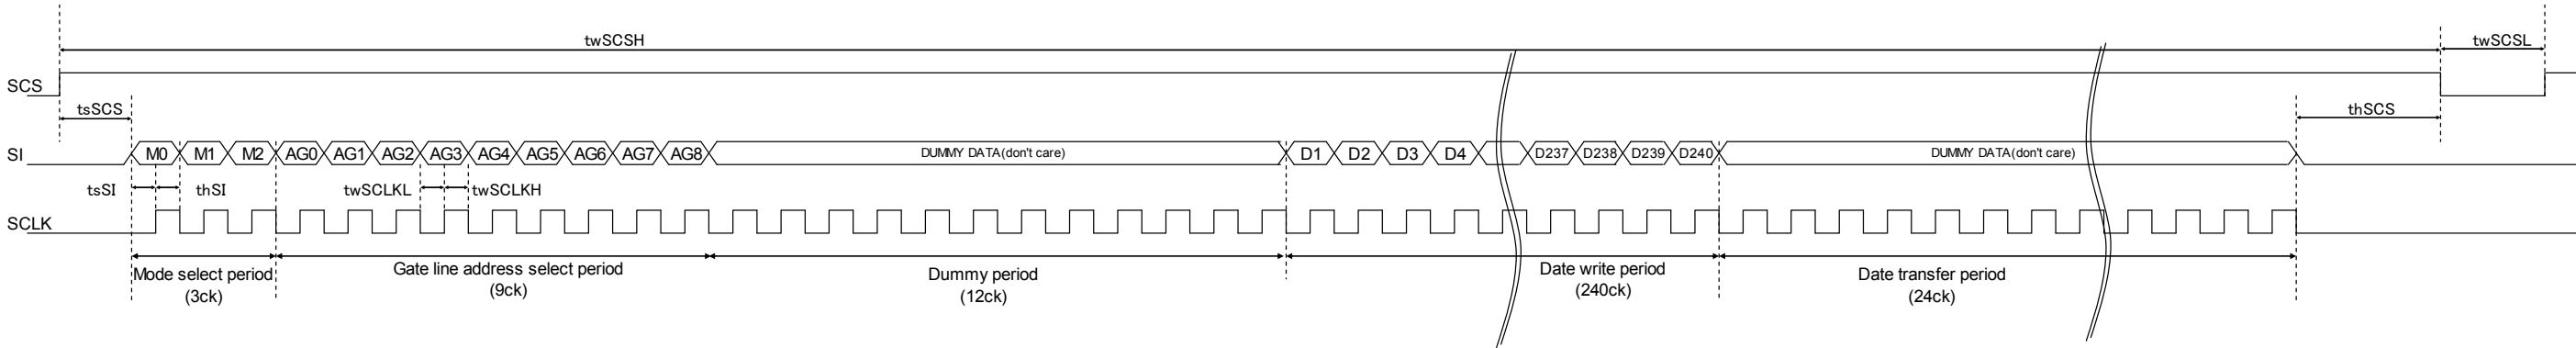 twSCSH
twSCSL
SCS
tsSCS
thSCS
SI
M0 M1 M2 AG0 AG1 AG2 AG3 AG4 AG5 AG6 AG7 AG8 DUMMY DATA(don't care) D1 D2 D3 D4 D237 D238 D239 D240 DUMMY DATA(don't care)
tsSI thSI twSCLKL twSCLKH
SCLK
Mode select period
(3ck)
Gate line address select period
(9ck)
Dummy period
(12ck)
Date write period
(240ck)
Date transfer period
(24ck)